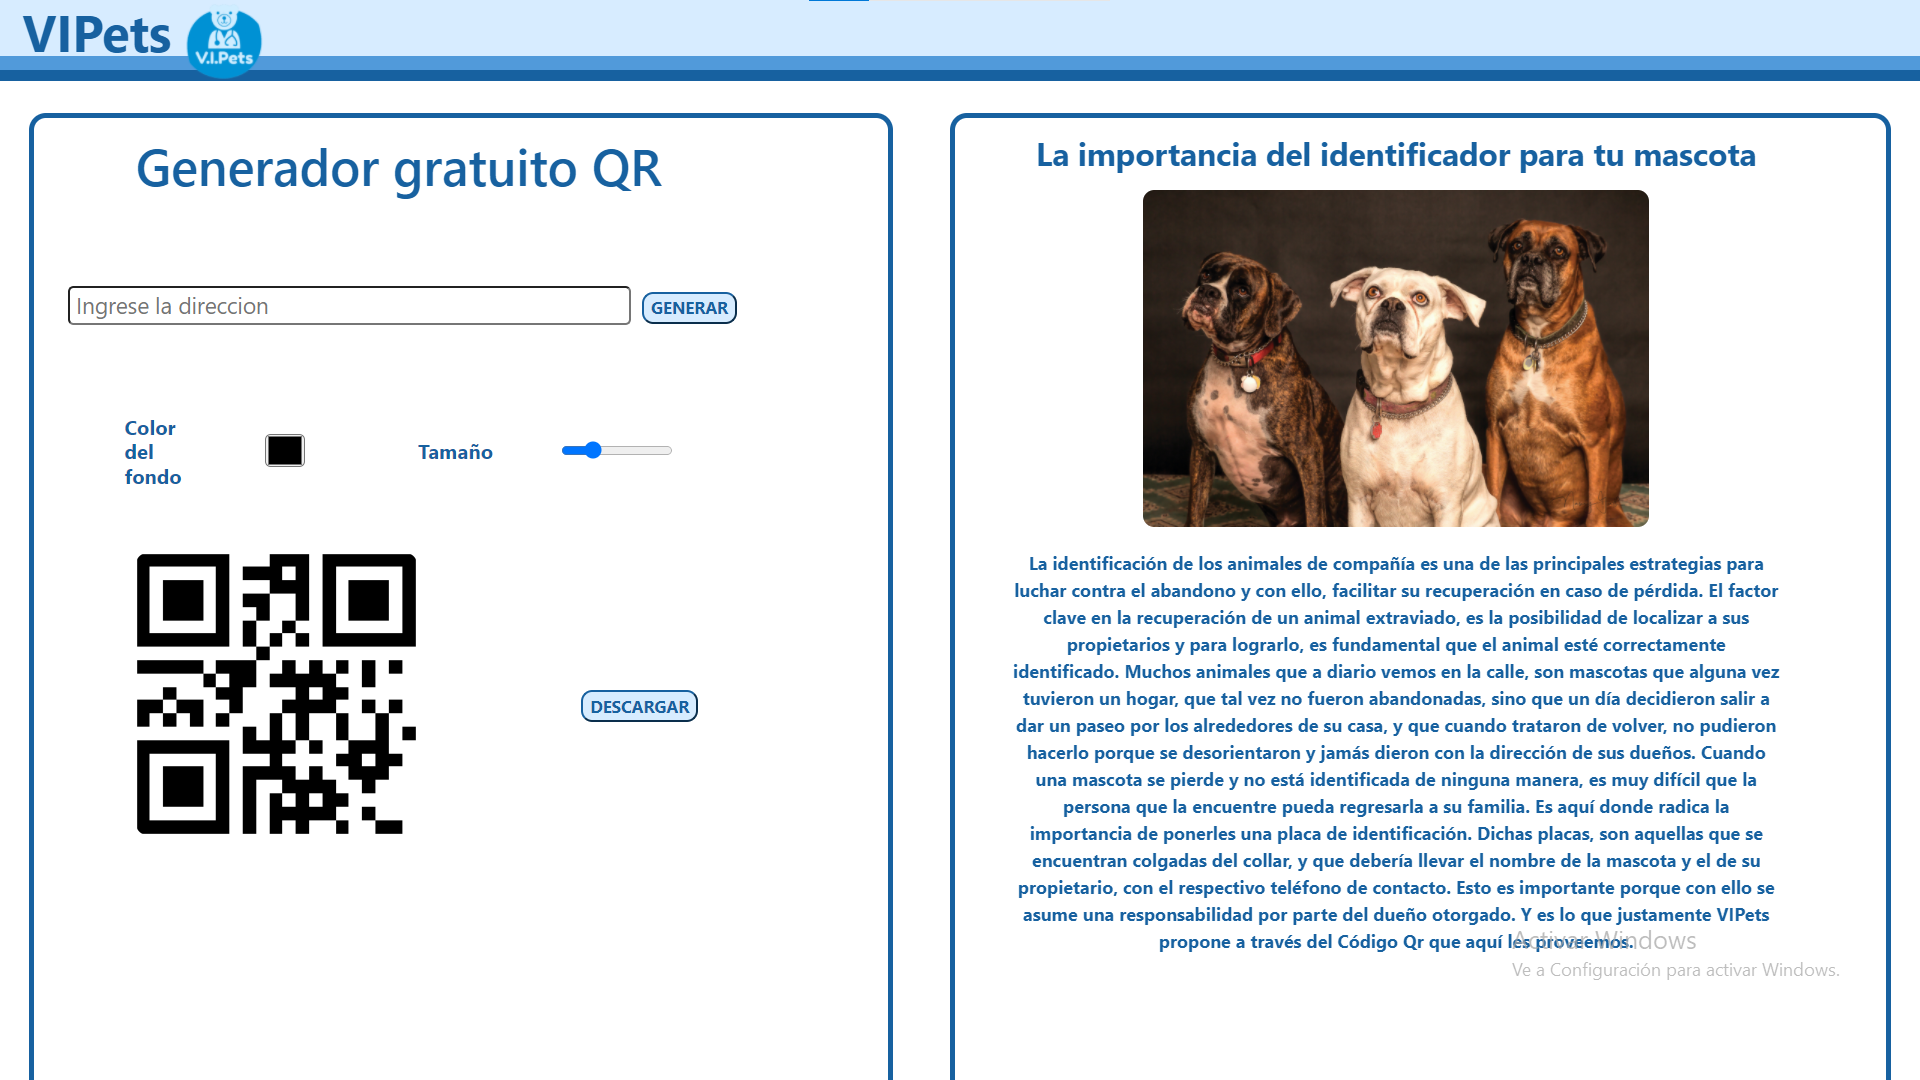 VIPets
V.I.Pets
Generador gratuito QR
Ingrese la direccion
GENERAR
Color
del
fondo
Tamaño
DESCARGAR
La importancia del identificador para tu mascota
La identificación de los animales de compañía es una de las principales estrategias para
luchar contra el abandono y con ello, facilitar su recuperación en caso de pérdida. El factor
clave en la recuperación de un animal extraviado, es la posibilidad de localizar a sus
propietarios y para lograrlo, es fundamental que el animal esté correctamente
identificado. Muchos animales que a diario vemos en la calle, son mascotas que alguna vez
tuvieron un hogar, que tal vez no fueron abandonadas, sino que un día decidieron salir a
dar un paseo por los alrededores de su casa, y que cuando trataron de volver, no pudieron
hacerlo porque se desorientaron y jamás dieron con la dirección de sus dueños. Cuando
una mascota se pierde y no está identificada de ninguna manera, es muy difícil que la
persona que la encuentre pueda regresarla a su familia. Es aquí donde radica la
importancia de ponerles una placa de identificación. Dichas placas, son aquellas que se
encuentran colgadas del collar, y que debería llevar el nombre de la mascota y el de su
propietario, con el respectivo teléfono de contacto. Esto es importante porque con ello se
asume una responsabilidad por parte del dueño otorgado. Y es lo que justamente VIPets
propone a través del Código Qr que aquí les proveemos.
Activar Windows
Ve a Configuración para activar Windows.